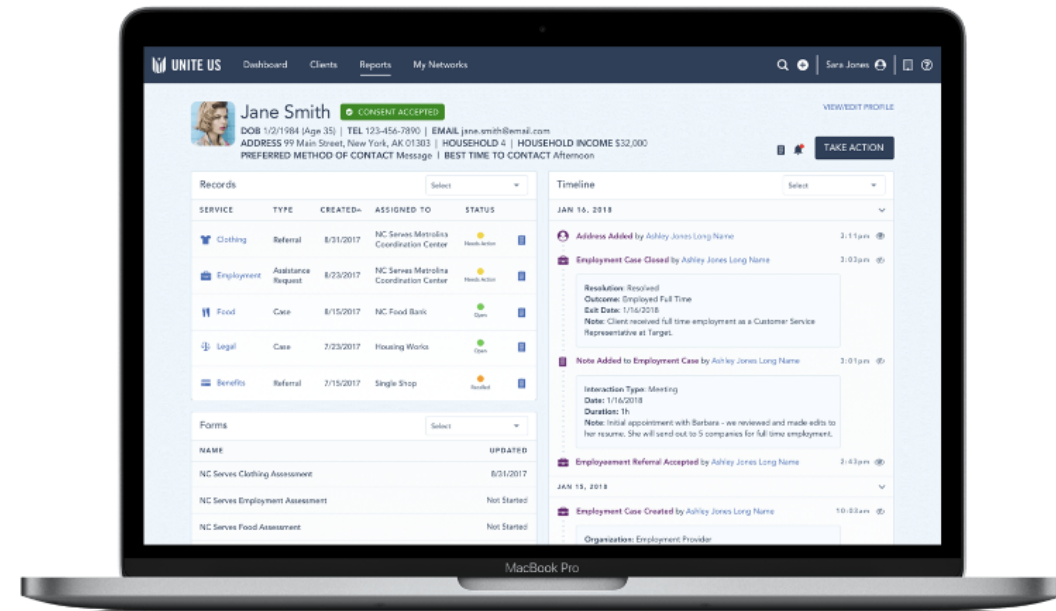 UNITE US Dashboard Clients Reports My Networks Sara Jones
Jane Smith CONSENT ACCEPTED VIEW/EDIT PROFILE
DOB 1/2/1984 (Age 35) | TEL 123-456-7890 | EMAIL jane.smith@email.com
ADDRESS 99 Main Street, New York, AK 01303 | HOUSEHOLD 4 | HOUSEHOLD INCOME $32,000
PREFERRED METHOD OF CONTACT Message | BEST TIME TO CONTACT Afternoon
TAKE ACTION
Records Select
SERVICE TYPE CREATED ASSIGNED TO STATUS
Clothing Referral 8/31/2017 NC Serves Metrolina Coordination Center Needs Action
Employment Assistance Request 8/23/2017 NC Serves Metrolina Coordination Center Needs Action
Food Case 8/15/2017 NC Food Bank Open
Legal Case 7/23/2017 Housing Works Open
Benefits Referral 7/15/2017 Single Shop Recalled
Forms Select
NAME UPDATED
NC Serves Clothing Assessment 8/31/2017
NC Serves Employment Assessment Not Started
NC Serves Food Assessment Not Started
Timeline Select
JAN 16, 2018
Address Added by Ashley Jones Long Name 3:11pm
Employment Case Closed by Ashley Jones Long Name 3:03pm
Resolution: Resolved
Outcome: Employed Full Time
Exit Date: 1/16/2018
Note: Client received full time employment as a Customer Service
Representative at Target.
Note Added to Employment Case by Ashley Jones Long Name 3:01pm
Interaction Type: Meeting
Date: 1/16/2018
Duration: 1h
Note: Initial appointment with Barbara - we reviewed and made edits to
her resume. She will send out to 5 companies for full time employment.
Employeement Referral Accepted by Ashley Jones Long Name 2:43pm
JAN 15, 2018
Employment Case Created by Ashley Jones Long Name 10:03am
Organization: Employment Provider
MacBook Pro